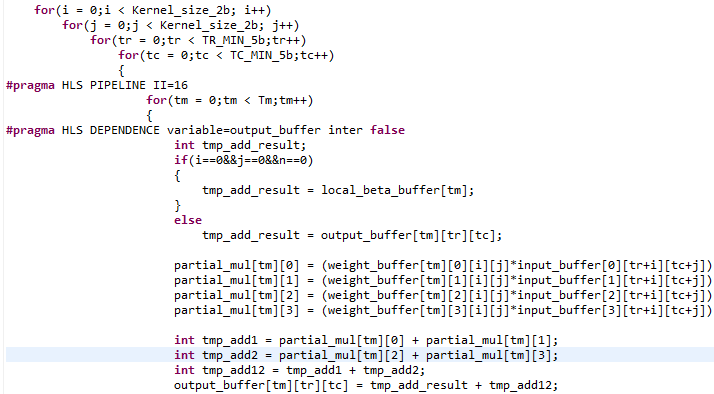 for(i = 0;i < Kernel_size_2b; i++)
for(j = 0;j < Kernel_size_2b; j++)
for(tr = 0;tr < TR_MIN_5b;tr++)
for(tc = 0;tc < TC_MIN_5b;tc++)
{
#pragma HLS PIPELINE II=16
for(tm = 0;tm < Tm;tm++)
{
#pragma HLS DEPENDENCE variable=output_buffer inter false
int tmp_add_result;
if(i==0&&j==0&&n==0)
{
tmp_add_result = local_beta_buffer[tm];
}
else
tmp_add_result = output_buffer[tm][tr][tc];
partial_mul[tm][0] = (weight_buffer[tm][0][i][j]*input_buffer[0][tr+i][tc+j])
partial_mul[tm][1] = (weight_buffer[tm][1][i][j]*input_buffer[1][tr+i][tc+j])
partial_mul[tm][2] = (weight_buffer[tm][2][i][j]*input_buffer[2][tr+i][tc+j])
partial_mul[tm][3] = (weight_buffer[tm][3][i][j]*input_buffer[3][tr+i][tc+j])
int tmp_add1 = partial_mul[tm][0] + partial_mul[tm][1];
int tmp_add2 = partial_mul[tm][2] + partial_mul[tm][3];
int tmp_add12 = tmp_add1 + tmp_add2;
output_buffer[tm][tr][tc] = tmp_add_result + tmp_add12;